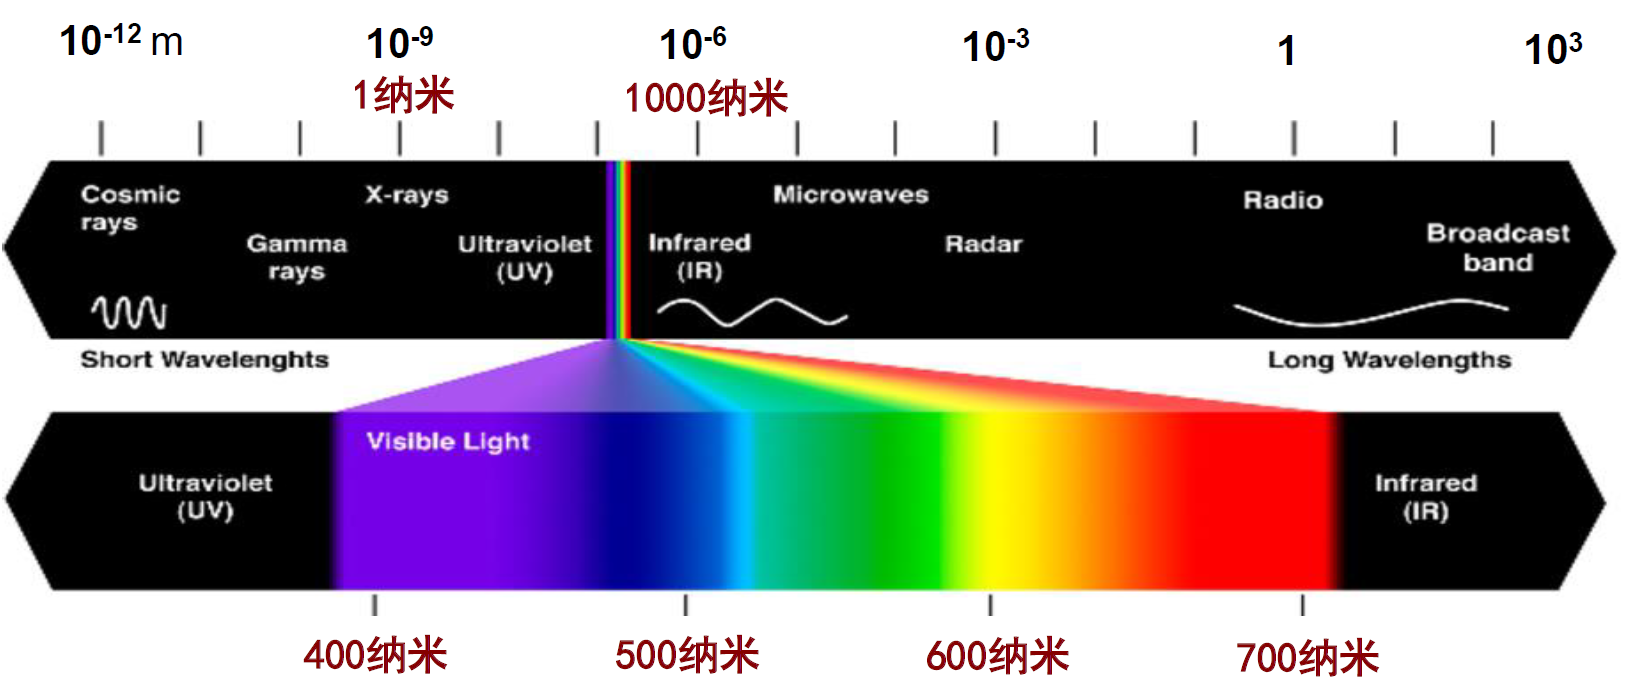 10⁻¹² m 10⁻⁹ 10⁻⁶ 10⁻³ 1 10³
1纳米 1000纳米
Cosmic
rays
X-rays
Microwaves
Radio
Gamma
rays
Ultraviolet
(UV)
Infrared
(IR)
Radar
Broadcast
band
Short Wavelenghts
Long Wavelengths
Visible Light
Ultraviolet
(UV)
Infrared
(IR)
400纳米 500纳米 600纳米 700纳米